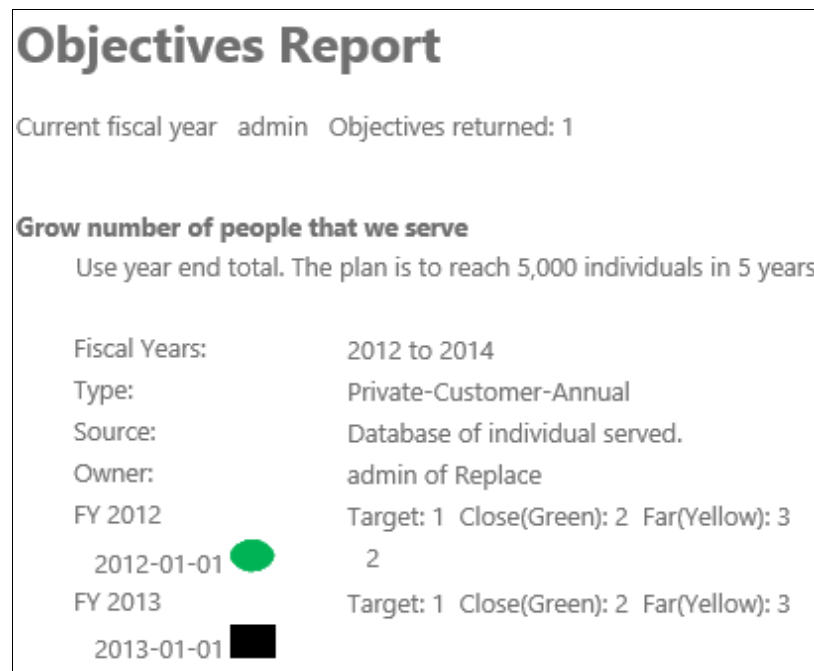 Objectives Report
Current fiscal year admin Objectives returned: 1
Grow number of people that we serve
Use year end total. The plan is to reach 5,000 individuals in 5 years
Fiscal Years: 2012 to 2014
Type: Private-Customer-Annual
Source: Database of individual served.
Owner: admin of Replace
FY 2012 Target: 1 Close(Green): 2 Far(Yellow): 3
2012-01-01 2
FY 2013 Target: 1 Close(Green): 2 Far(Yellow): 3
2013-01-01